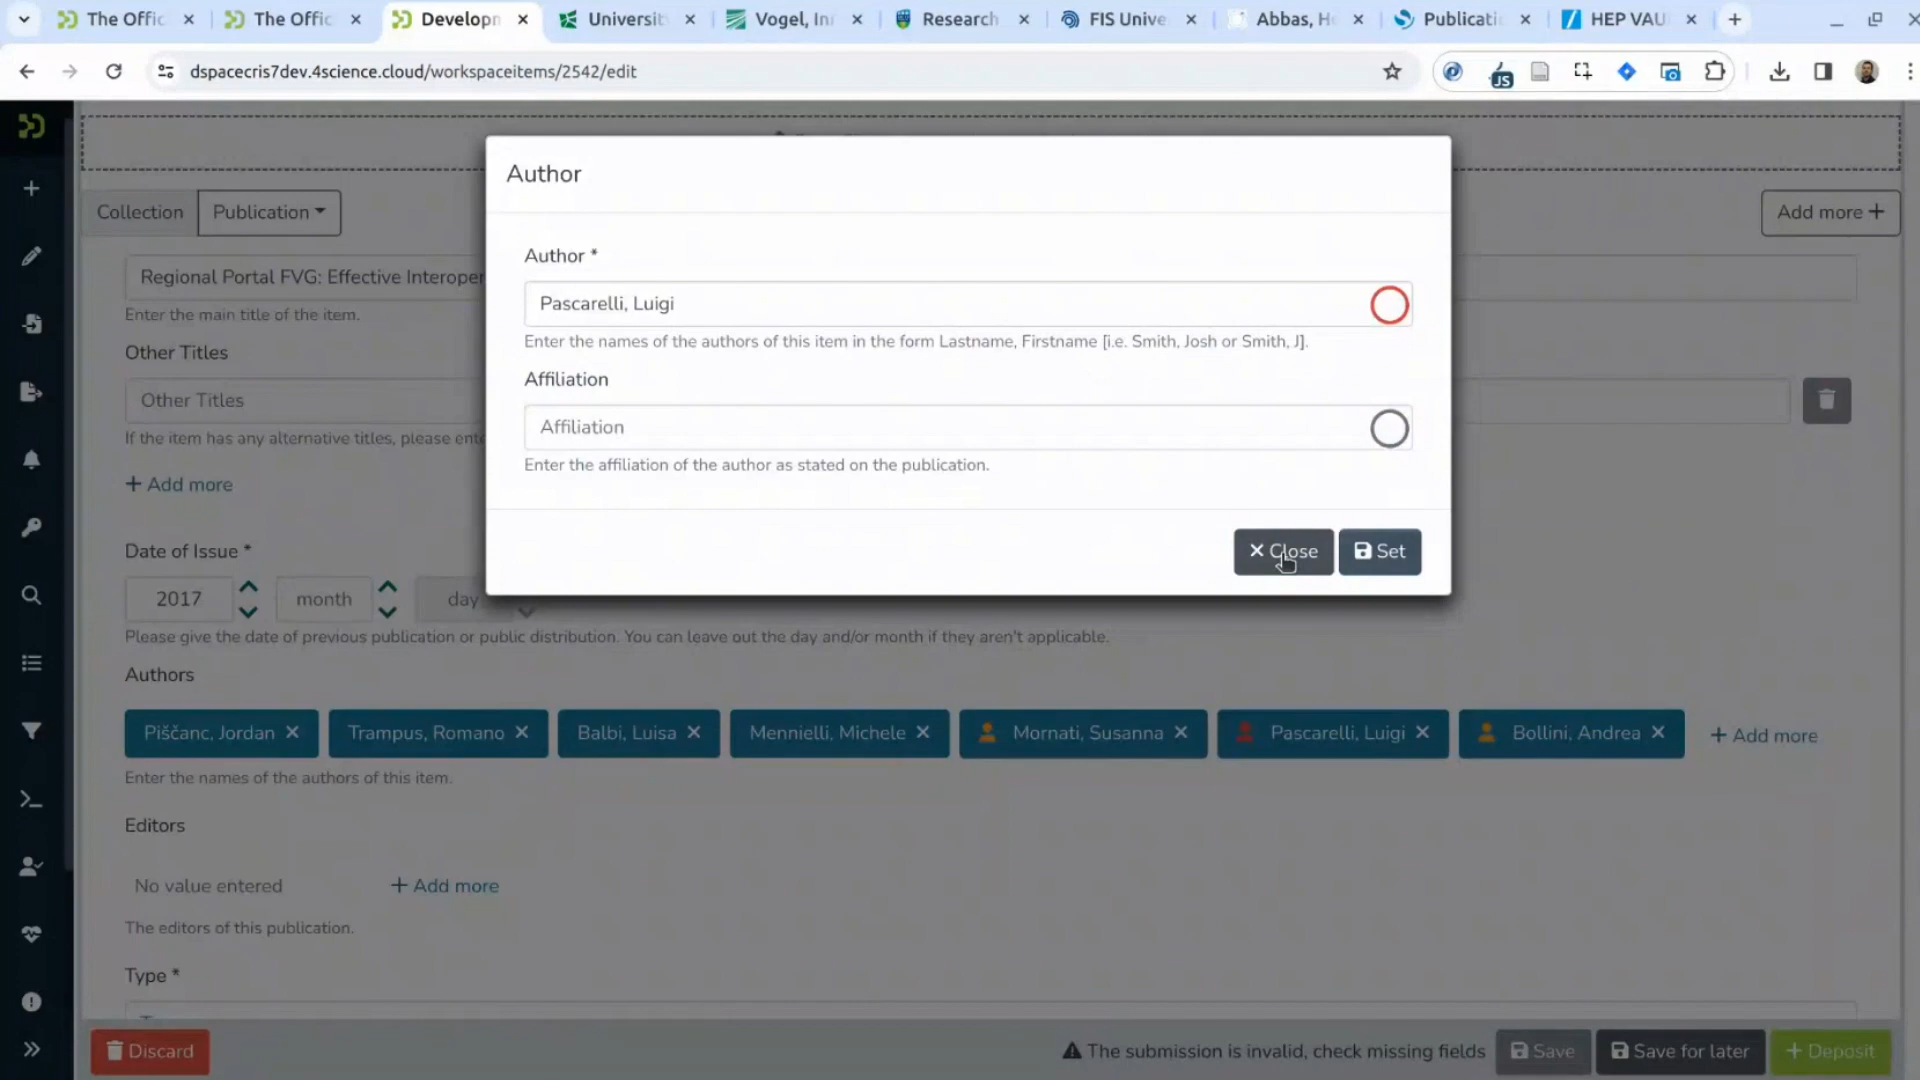 The Offic
The Offic
Developn
Universit
Vogel, In
Research
FIS Unive
Abbas, H
Publicati
HEP VAU
dspacecris7dev.4science.cloud/workspaceitems/2542/edit
JS
Author
Collection
Publication
Add more
Author *
Regional Portal FVG: Effective Interoper
Pascarelli, Luigi
Enter the main title of the item.
Enter the names of the authors of this item in the form Lastname, Firstname [i.e. Smith, Josh or Smith, J].
Other Titles
Affiliation
Other Titles
Affiliation
If the item has any alternative titles, please ente
Enter the affiliation of the author as stated on the publication.
+ Add more
Date of Issue *
Close
Set
2017
month
day
Please give the date of previous publication or public distribution. You can leave out the day and/or month if they aren't applicable.
Authors
Piščanc, Jordan
Trampus, Romano
Balbi, Luisa
Mennielli, Michele
Mornati, Susanna
Pascarelli, Luigi
Bollini, Andrea
+ Add more
Enter the names of the authors of this item.
Editors
No value entered
+ Add more
The editors of this publication.
Type *
Discard
The submission is invalid, check missing fields
Save
Save for later
+ Deposit